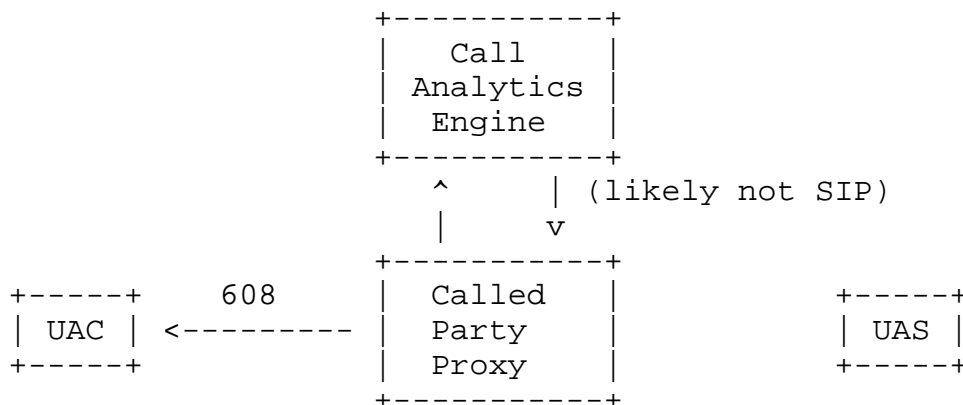 +-----------+
|   Call    |
| Analytics |
|  Engine   |
+-----------+
^     | (likely not SIP)
|     v
+-----------+
+-----+    608     |  Called   |           +-----+
| UAC | <--------- |  Party    |           | UAS |
+-----+            |  Proxy    |           +-----+
+-----------+